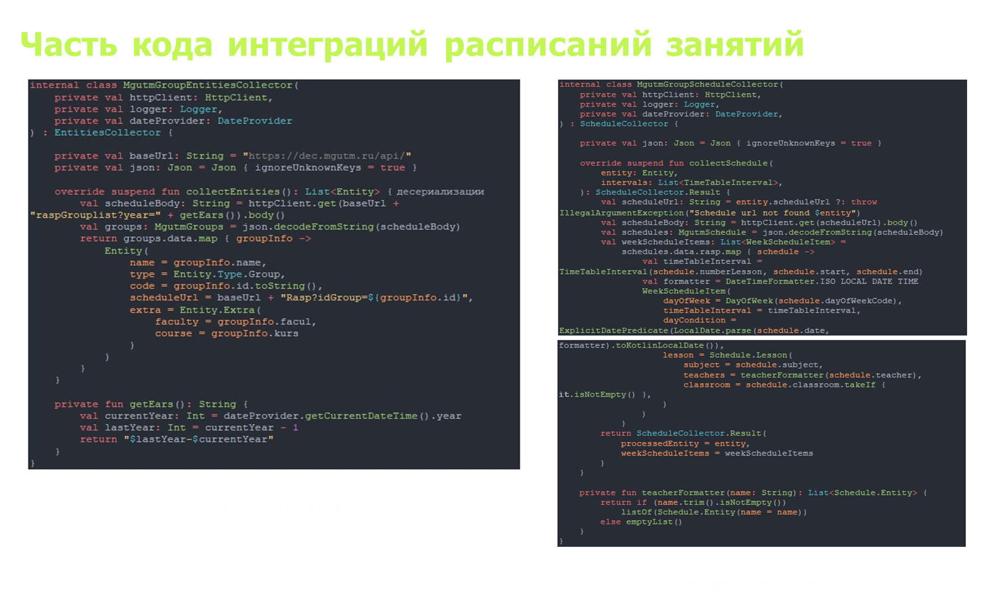 Часть кода интеграций расписаний занятий
internal class MgutmGroupEntitiesCollector(
    private val httpClient: HttpClient,
    private val logger: Logger,
    private val dateProvider: DateProvider
) : EntitiesCollector {
    private val baseUrl: String = "https://dec.mgutm.ru/api/"
    private val json: Json = Json { ignoreUnknownKeys = true }
    override suspend fun collectEntities(): List<Entity> { десериализации
        val scheduleBody: String = httpClient.get(baseUrl +
"raspGrouplist?year=" + getEars()).body()
        val groups: MgutmGroups = json.decodeFromString(scheduleBody)
        return groups.data.map { groupInfo ->
            Entity(
                name = groupInfo.name,
                type = Entity.Type.Group,
                code = groupInfo.id.toString(),
                scheduleUrl = baseUrl + "Rasp?idGroup=${groupInfo.id}",
                extra = Entity.Extra(
                    faculty = groupInfo.facul,
                    course = groupInfo.kurs
                )
            )
        }
    }
    private fun getEars(): String {
        val currentYear: Int = dateProvider.getCurrentDateTime().year
        val lastYear: Int = currentYear - 1
        return "$lastYear-$currentYear"
    }
}
internal class MgutmGroupScheduleCollector(
    private val httpClient: HttpClient,
    private val logger: Logger,
    private val dateProvider: DateProvider,
) : ScheduleCollector {
    private val json: Json = Json { ignoreUnknownKeys = true }
    override suspend fun collectSchedule(
        entity: Entity,
        intervals: List<TimeTableInterval>,
    ): ScheduleCollector.Result {
        val scheduleUrl: String = entity.scheduleUrl ?: throw
IllegalArgumentException("Schedule url not found $entity")
        val scheduleBody: String = httpClient.get(scheduleUrl).body()
        val schedules: MgutmSchedule = json.decodeFromString(scheduleBody)
        val weekScheduleItems: List<WeekScheduleItem> =
            schedules.data.rasp.map { schedule ->
                val timeTableInterval =
TimeTableInterval(schedule.numberLesson, schedule.start, schedule.end)
                val formatter = DateTimeFormatter.ISO LOCAL DATE TIME
                WeekScheduleItem(
                    dayOfWeek = DayOfWeek(schedule.dayOfWeekCode),
                    timeTableInterval = timeTableInterval,
                    dayCondition =
ExplicitDatePredicate(LocalDate.parse(schedule.date,
formatter).toKotlinLocalDate()),
                    lesson = Schedule.Lesson(
                        subject = schedule.subject,
                        teachers = teacherFormatter(schedule.teacher),
                        classroom = schedule.classroom.takeIf {
it.isNotEmpty() },
                    )
                )
            }
        return ScheduleCollector.Result(
            processedEntity = entity,
            weekScheduleItems = weekScheduleItems
        )
    }
    private fun teacherFormatter(name: String): List<Schedule.Entity> {
        return if (name.trim().isNotEmpty())
            listOf(Schedule.Entity(name = name))
        else emptyList()
    }
}